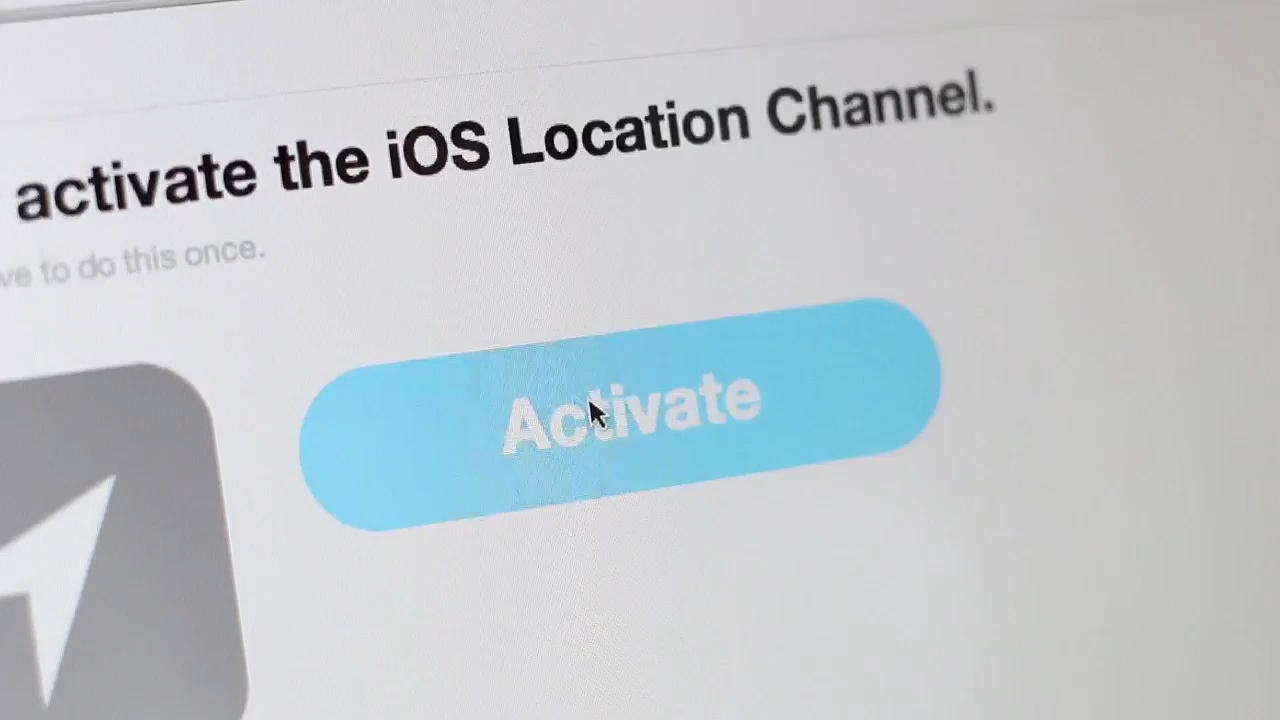 activate the iOS Location Channel.
ve to do this once.
Activate